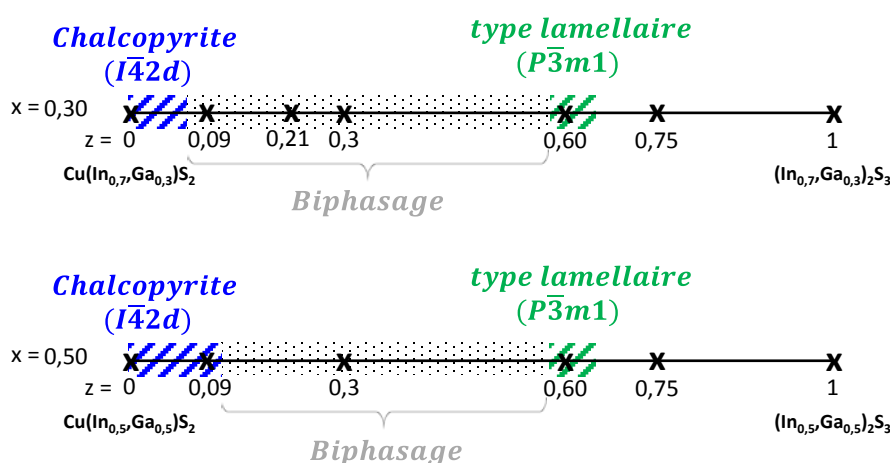 Chalcopyrite
(I4̅2d)
type lamellaire
(P3̅m1)
x = 0,30
z = 0 0,09 0,21 0,3 0,60 0,75 1
Cu(In0,7,Ga0,3)S2 (In0,7,Ga0,3)2S3
Biphasage
Chalcopyrite
(I4̅2d)
type lamellaire
(P3̅m1)
x = 0,50
z = 0 0,09 0,3 0,60 0,75 1
Cu(In0,5,Ga0,5)S2 (In0,5,Ga0,5)2S3
Biphasage